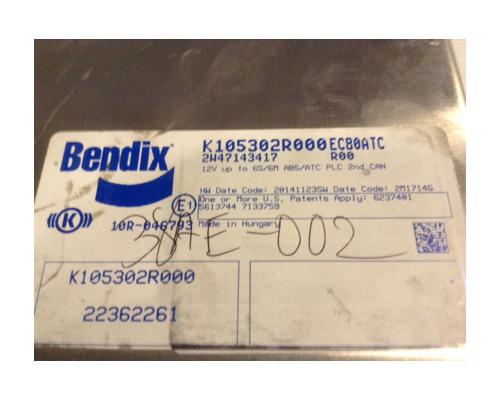 Bendix
K105302R000 EC80ATC
2W47143417 R00
12V up to 6S/6M ABS/ATC PLC 2nd CAN
HW Date Code: 20141123 SW Date Code: 2M1714G
One or More U.S. Patents Apply: 6237401
5613744 7133759
E1
K
10R-046793 Made in Hungary
-002
K105302R000
22362261